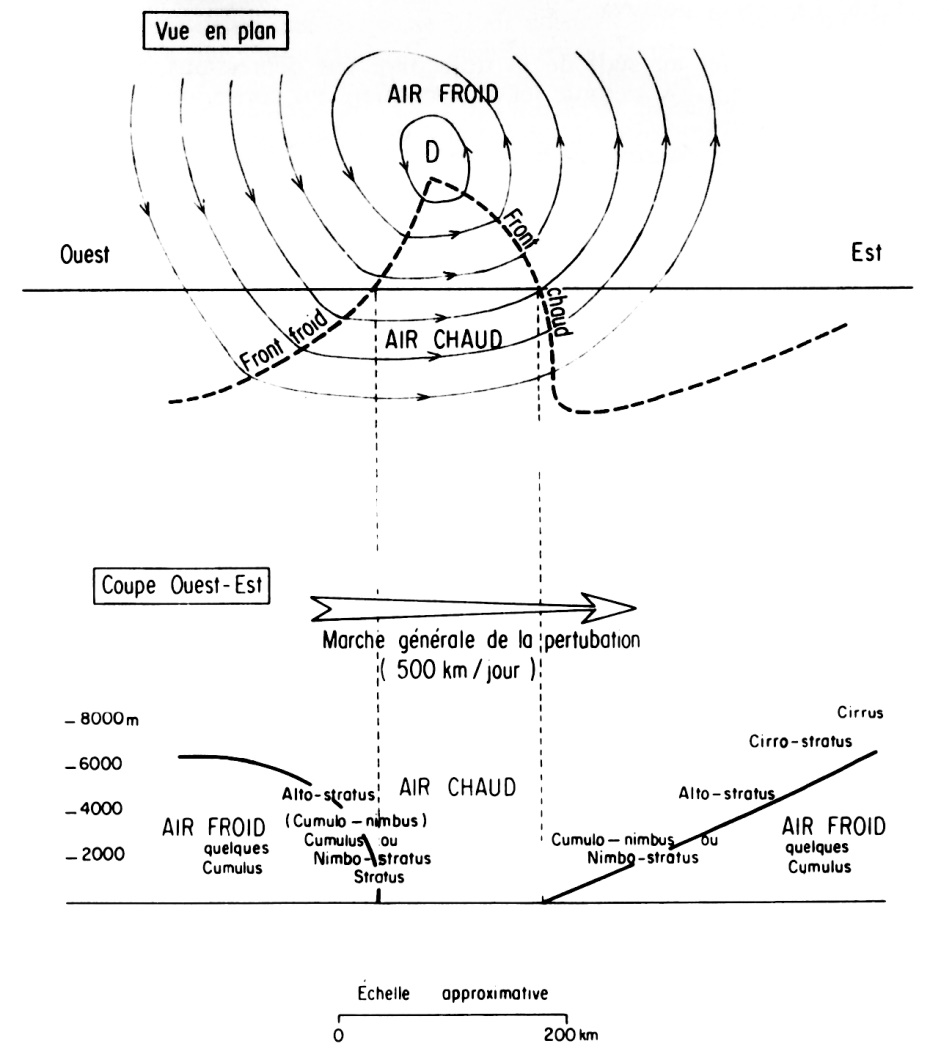 Vue en plan
AIR FROID
D
Front
chaud
Ouest
Est
Front froid
AIR CHAUD
Coupe Ouest-Est
Marche générale de la pertubation
( 500 km / jour )
– 8000 m
– 6000
– 4000
– 2000
Cirrus
Cirro-stratus
Alto-stratus
AIR CHAUD
Alto-stratus
(Cumulo-nimbus)
Cumulus ou
Nimbo-stratus
Stratus
AIR FROID
quelques
Cumulus
Cumulo-nimbus ou
Nimbo-stratus
AIR FROID
quelques
Cumulus
Échelle approximative
0 200 km